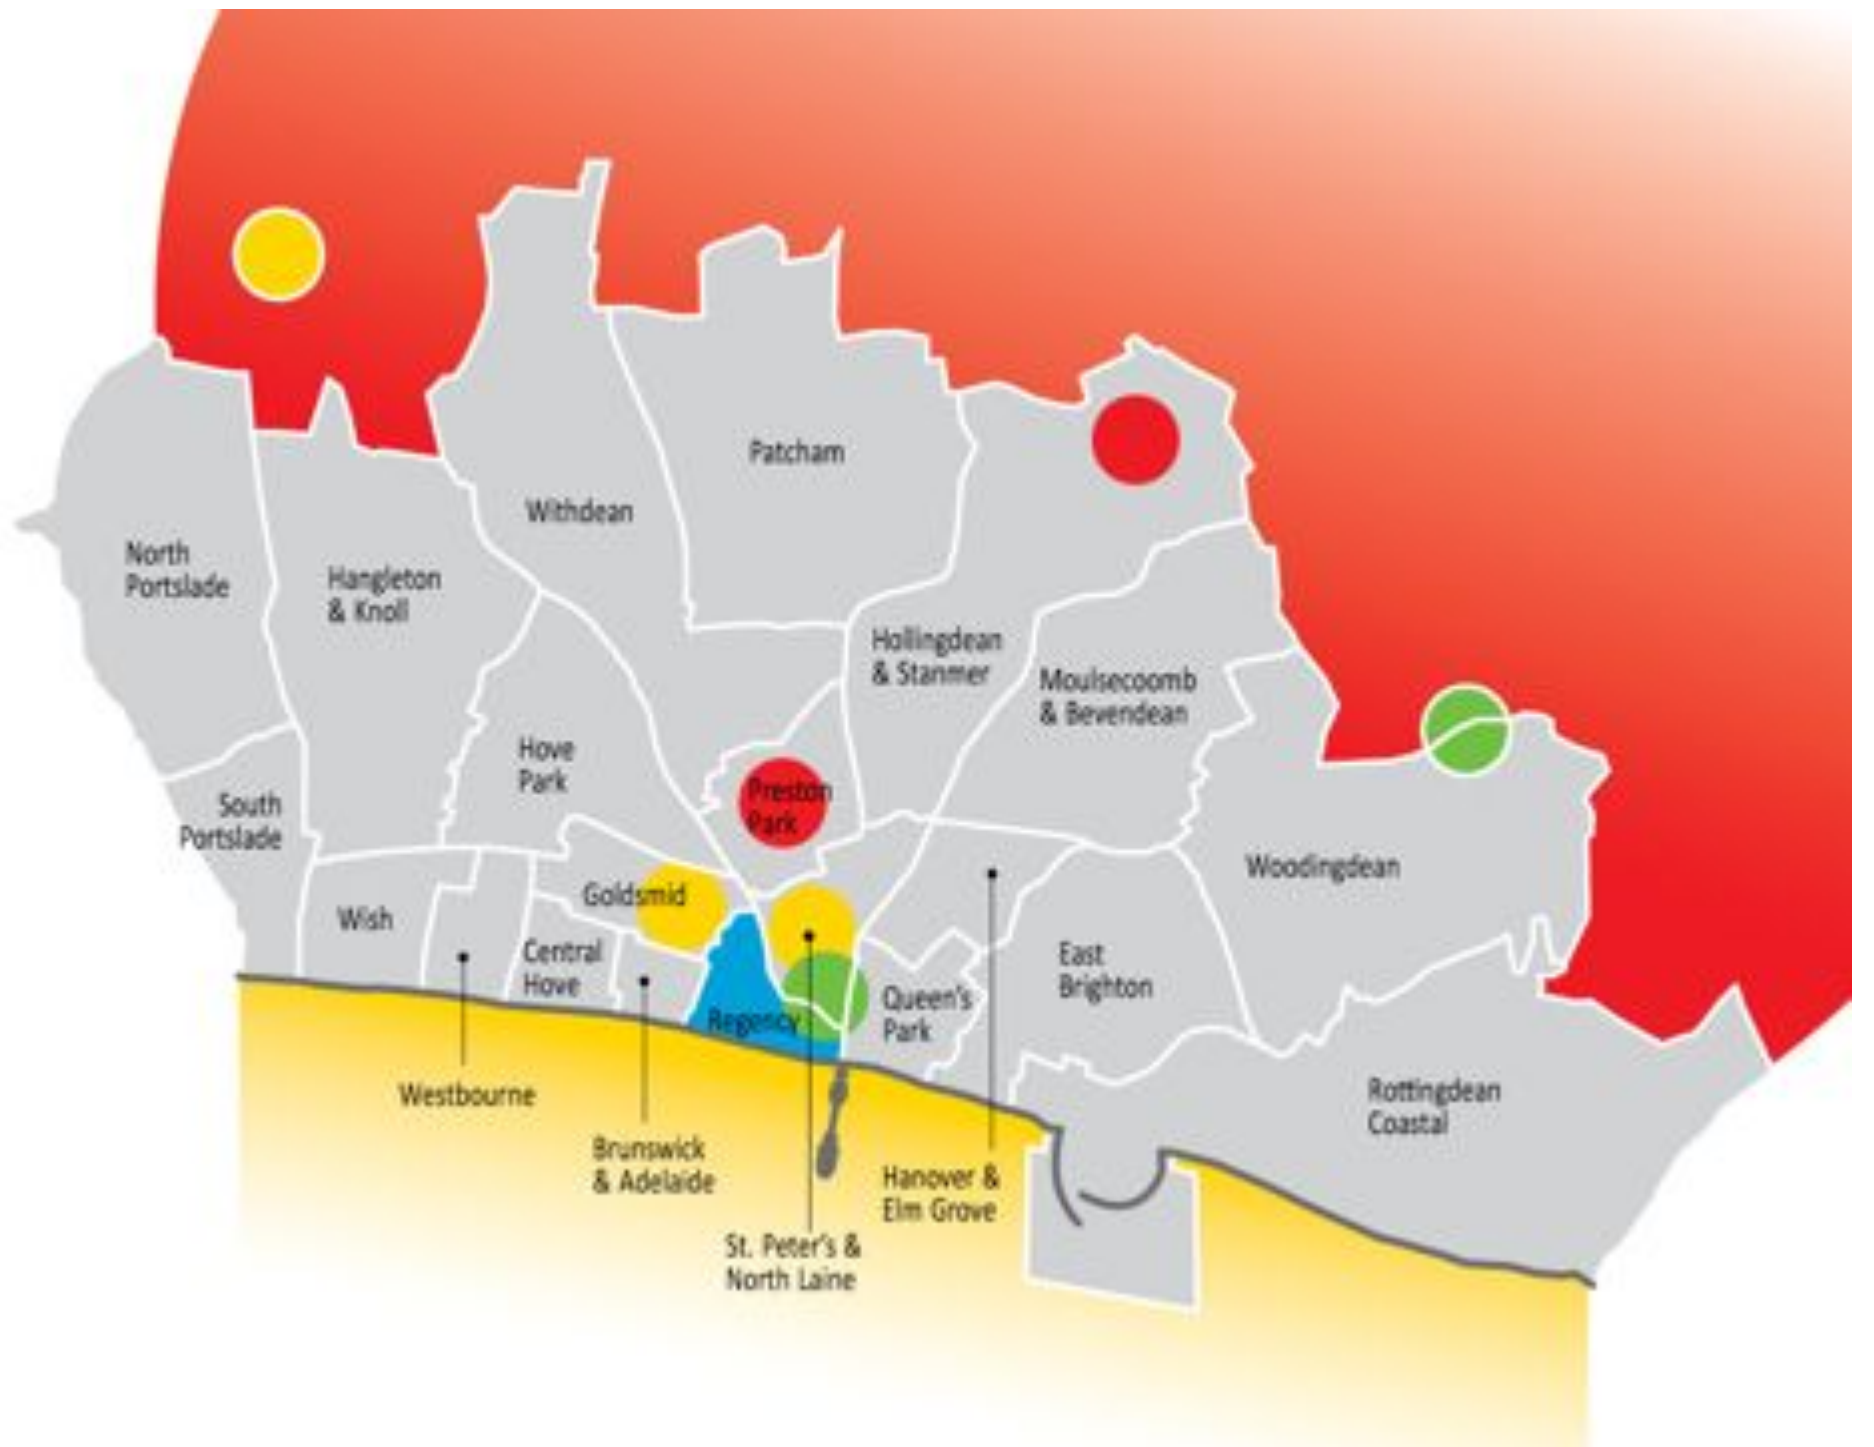 Patcham
Withdean
North
Portslade
Hangleton
& Knoll
Hollingdean
& Stanmer
Moulsecoomb
& Bevendean
Hove
Park
Preston
Park
South
Portslade
Woodingdean
Goldsmid
Wish
Central
Hove
East
Brighton
Queen's
Park
Regency
Westbourne
Rottingdean
Coastal
Brunswick
& Adelaide
Hanover &
Elm Grove
St. Peter's &
North Laine